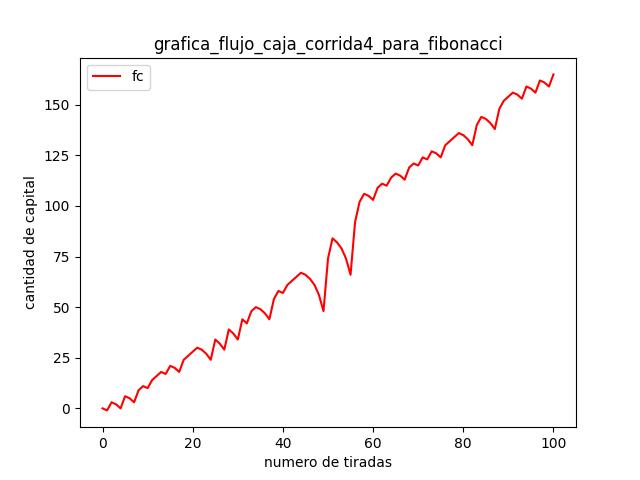 grafica_flujo_caja_corrida4_para_fibonacci
fc
150
125
100
75
50
25
0
cantidad de capital
0 20 40 60 80 100
numero de tiradas